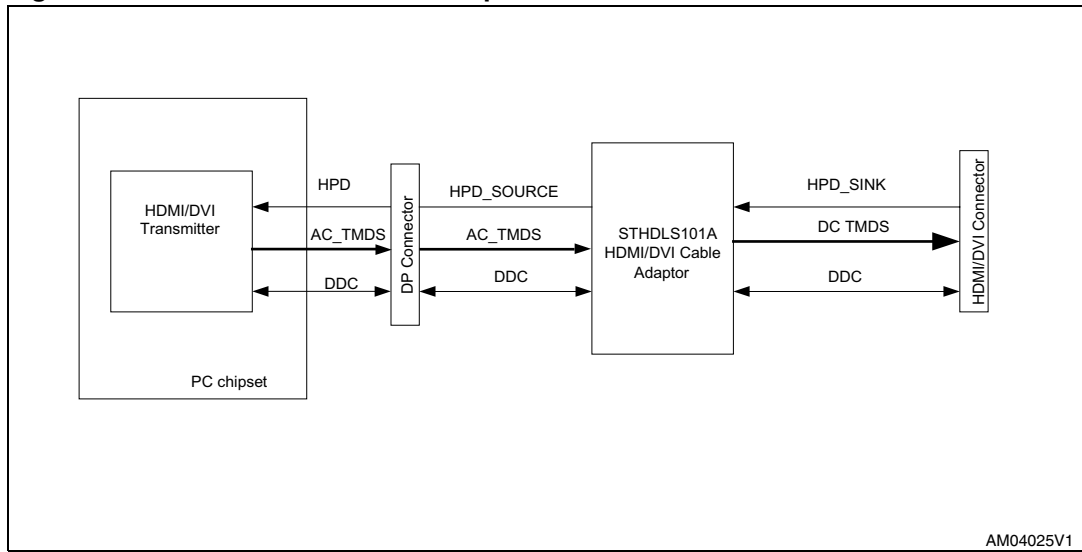 HDMI/DVI
Transmitter
PC chipset
HPD
AC_TMDS
DDC
DP Connector
HPD_SOURCE
AC_TMDS
DDC
STHDLS101A
HDMI/DVI Cable
Adaptor
HPD_SINK
DC TMDS
DDC
HDMI/DVI Connector
AM04025V1